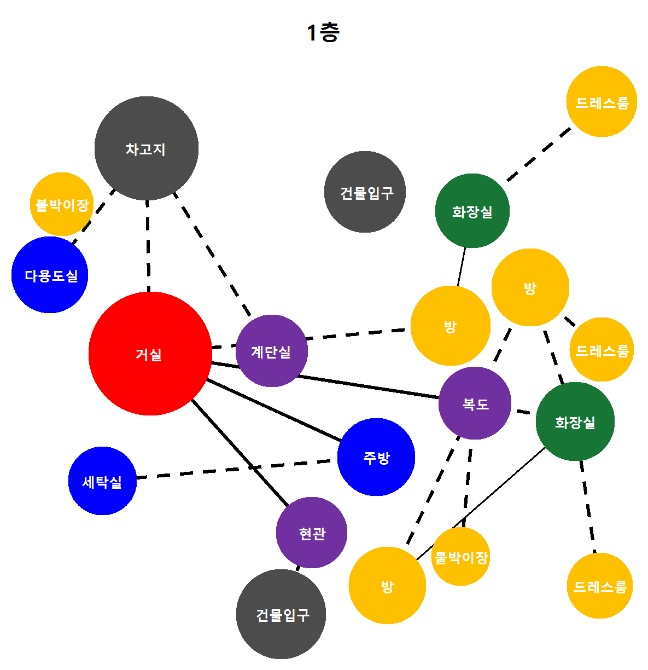 1층
드레스룸
차고지
건물입구
붙박이장
화장실
다용도실
방
방
거실
계단실
드레스룸
복도
화장실
주방
세탁실
현관
붙박이장
방
드레스룸
건물입구